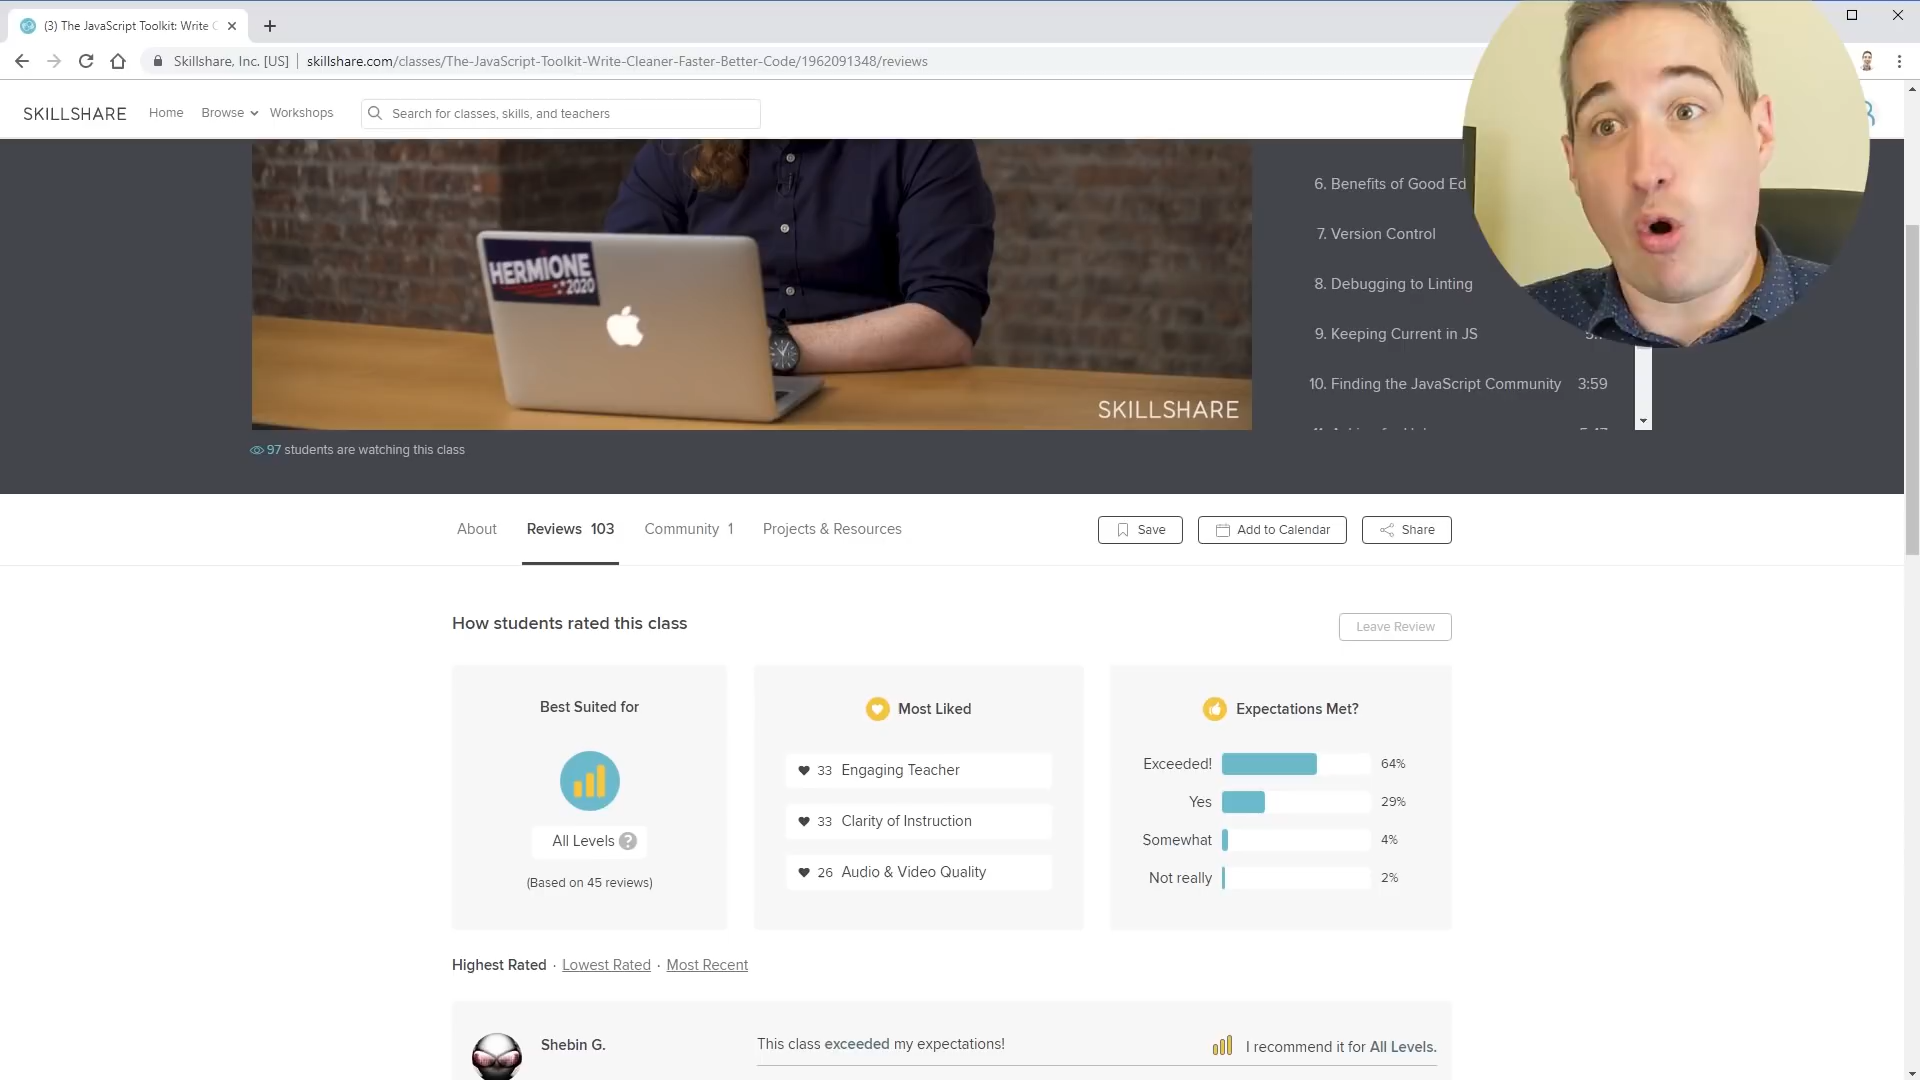 (3) The JavaScript Toolkit: Write C
Skillshare, Inc. [US] | skillshare.com/classes/The-JavaScript-Toolkit-Write-Cleaner-Faster-Better-Code/1962091348/reviews
SKILLSHARE Home Browse Workshops Search for classes, skills, and teachers
HERMIONE
2020
SKILLSHARE
6. Benefits of Good Ed
7. Version Control
8. Debugging to Linting
9. Keeping Current in JS
10. Finding the JavaScript Community 3:59
97 students are watching this class
About Reviews 103 Community 1 Projects & Resources Save Add to Calendar Share
How students rated this class
Leave Review
Best Suited for
All Levels ?
(Based on 45 reviews)
Most Liked
33 Engaging Teacher
33 Clarity of Instruction
26 Audio & Video Quality
Expectations Met?
Exceeded! 64%
Yes 29%
Somewhat 4%
Not really 2%
Highest Rated · Lowest Rated · Most Recent
Shebin G.
This class exceeded my expectations!
I recommend it for All Levels.